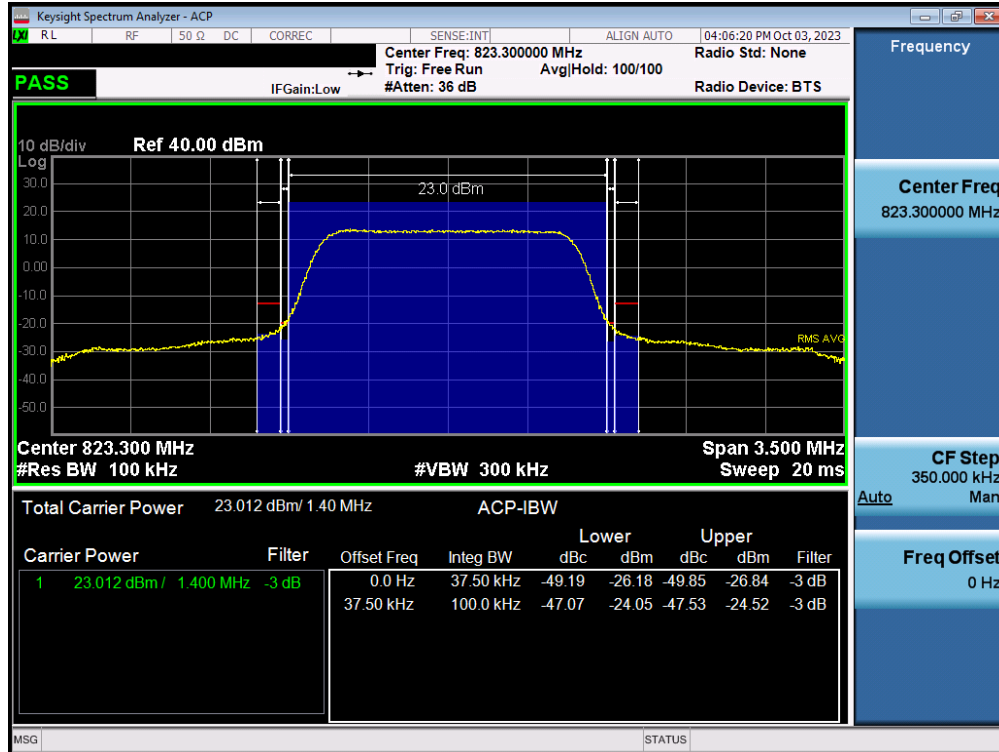 Keysight Spectrum Analyzer - ACP
LXI RL RF 50 Ω DC CORREC SENSE:INT ALIGN AUTO 04:06:20 PM Oct 03, 2023
Center Freq: 823.300000 MHz Radio Std: None
Trig: Free Run Avg|Hold: 100/100
PASS IFGain:Low #Atten: 36 dB Radio Device: BTS
10 dB/div Ref 40.00 dBm
Log
30.0
23.0 dBm
20.0
10.0
0.00
-10.0
-20.0
-30.0
RMS AVG
-40.0
-50.0
Center 823.300 MHz Span 3.500 MHz
#Res BW 100 kHz #VBW 300 kHz Sweep 20 ms
Total Carrier Power 23.012 dBm/ 1.40 MHz ACP-IBW
Lower Upper
Carrier Power Filter Offset Freq Integ BW dBc dBm dBc dBm Filter
1 23.012 dBm / 1.400 MHz -3 dB 0.0 Hz 37.50 kHz -49.19 -26.18 -49.85 -26.84 -3 dB
37.50 kHz 100.0 kHz -47.07 -24.05 -47.53 -24.52 -3 dB
MSG STATUS
Frequency
Center Freq
823.300000 MHz
CF Step
350.000 kHz
Auto Man
Freq Offset
0 Hz